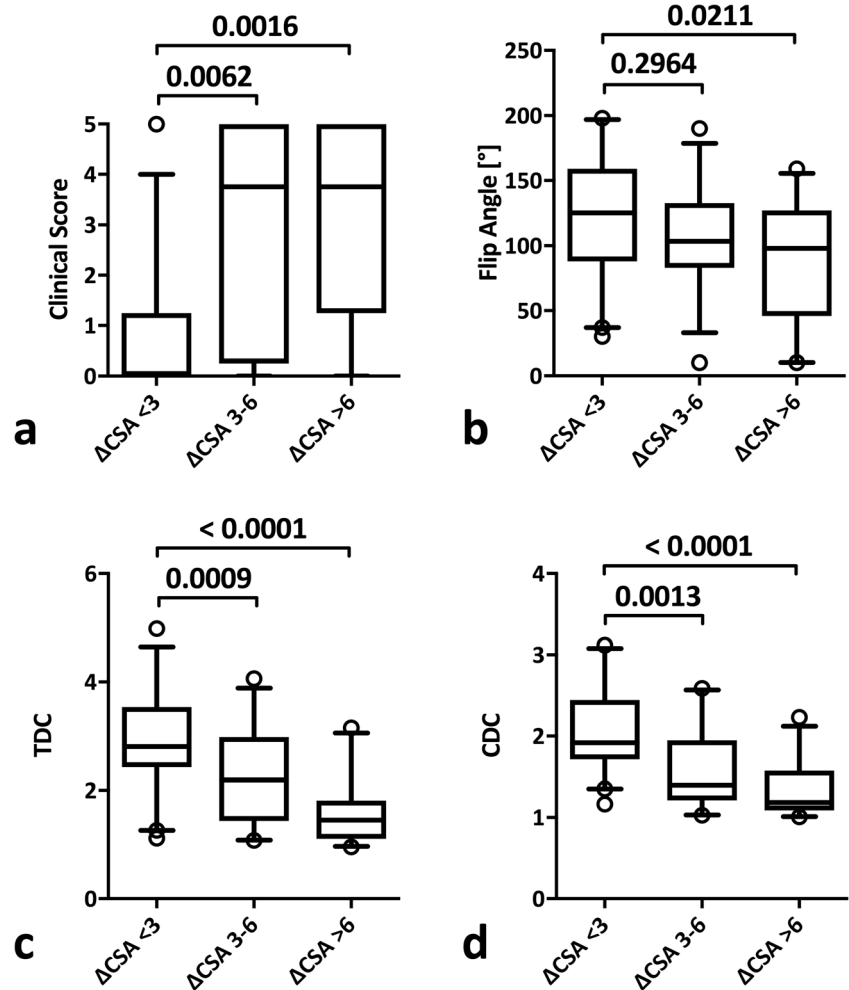 0.0016
0.0062
5
4
3
2
1
0
Clinical Score
ΔCSA <3
ΔCSA 3-6
ΔCSA >6
a
0.0211
0.2964
250
200
150
100
50
0
Flip Angle [°]
ΔCSA <3
ΔCSA 3-6
ΔCSA >6
b
< 0.0001
0.0009
6
4
2
0
TDC
ΔCSA <3
ΔCSA 3-6
ΔCSA >6
c
< 0.0001
0.0013
4
3
2
1
0
CDC
ΔCSA <3
ΔCSA 3-6
ΔCSA >6
d